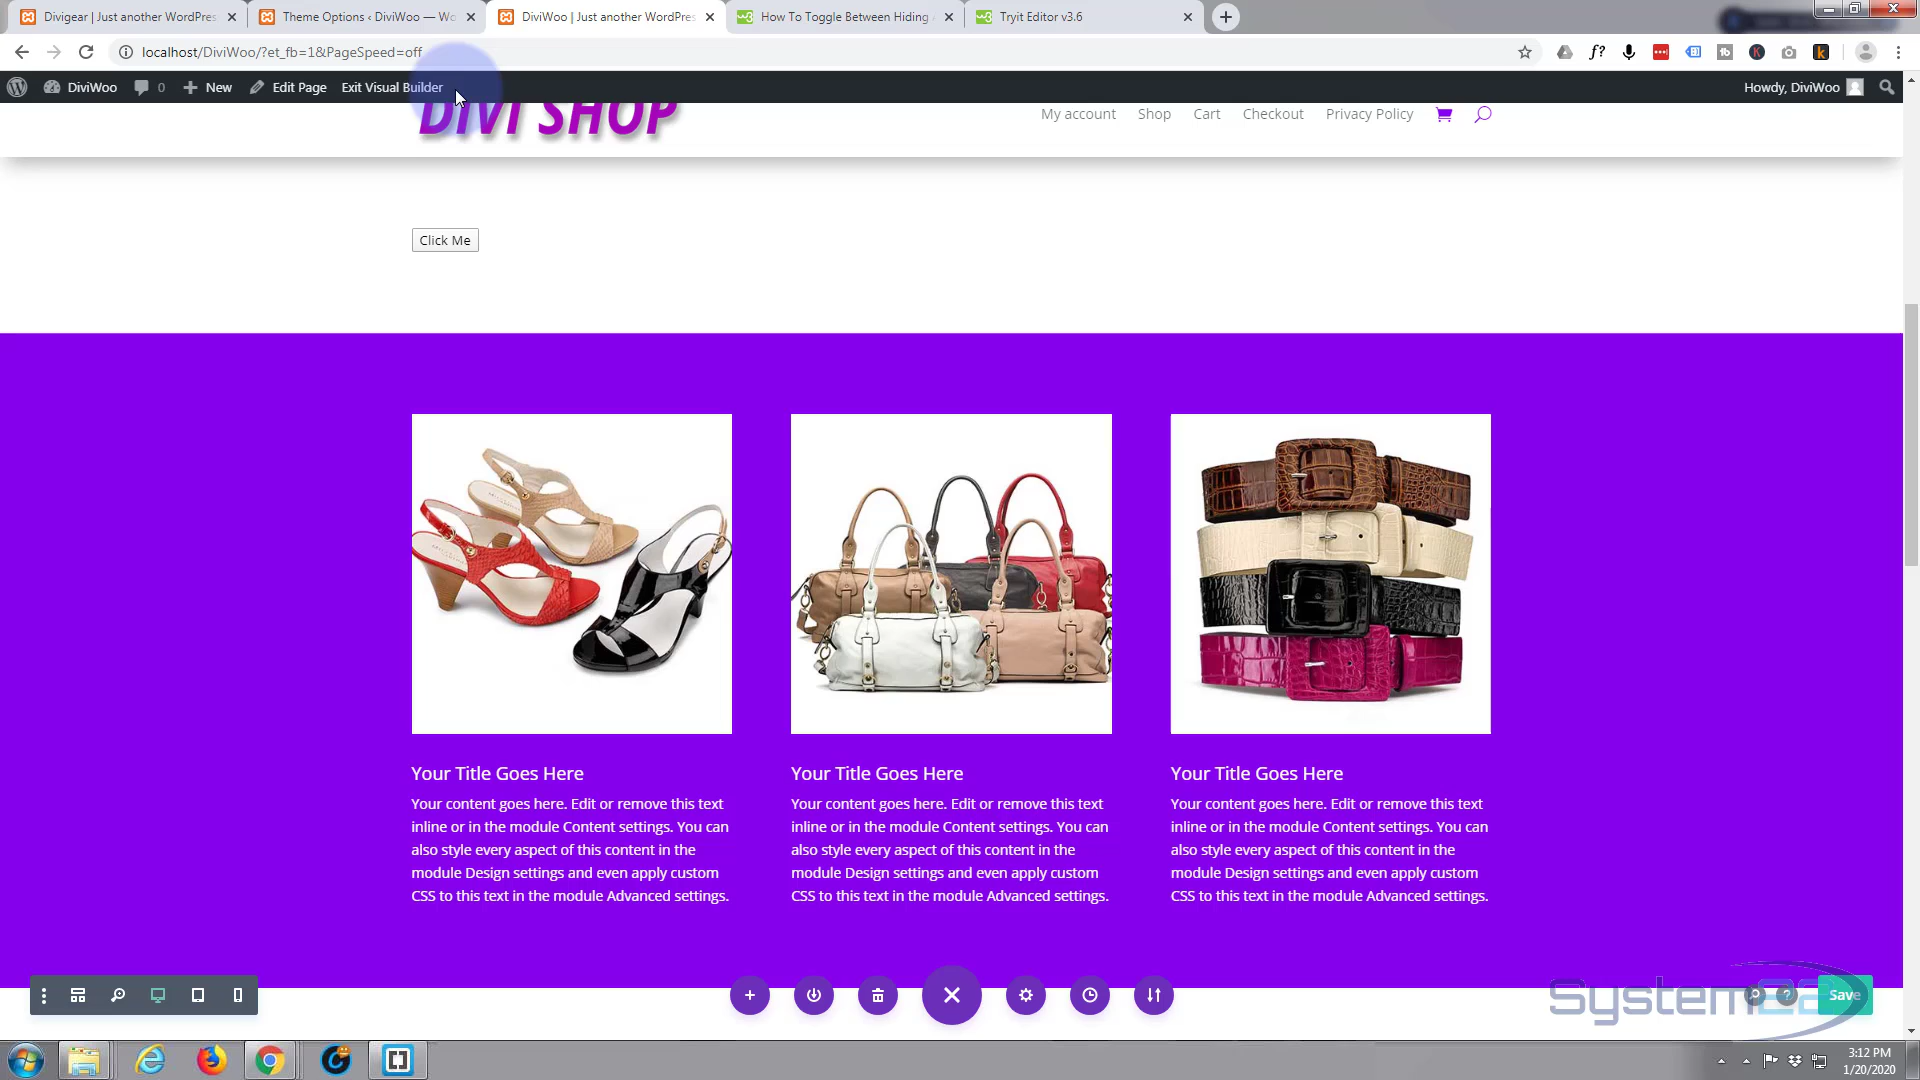 Divigear | Just another WordPres
Theme Options ‹ DiviWoo — Wo
DiviWoo | Just another WordPres
How To Toggle Between Hiding
Tryit Editor v3.6
localhost/DiviWoo/?et_fb=1&PageSpeed=off
DiviWoo
0
New
Edit Page
Exit Visual Builder
Howdy, DiviWoo
DIVI SHOP
My account
Shop
Cart
Checkout
Privacy Policy
Click Me
Your Title Goes Here
Your content goes here. Edit or remove this text
inline or in the module Content settings. You can
also style every aspect of this content in the
module Design settings and even apply custom
CSS to this text in the module Advanced settings.
Your Title Goes Here
Your content goes here. Edit or remove this text
inline or in the module Content settings. You can
also style every aspect of this content in the
module Design settings and even apply custom
CSS to this text in the module Advanced settings.
Your Title Goes Here
Your content goes here. Edit or remove this text
inline or in the module Content settings. You can
also style every aspect of this content in the
module Design settings and even apply custom
CSS to this text in the module Advanced settings.
Save
System22
3:12 PM
1/20/2020